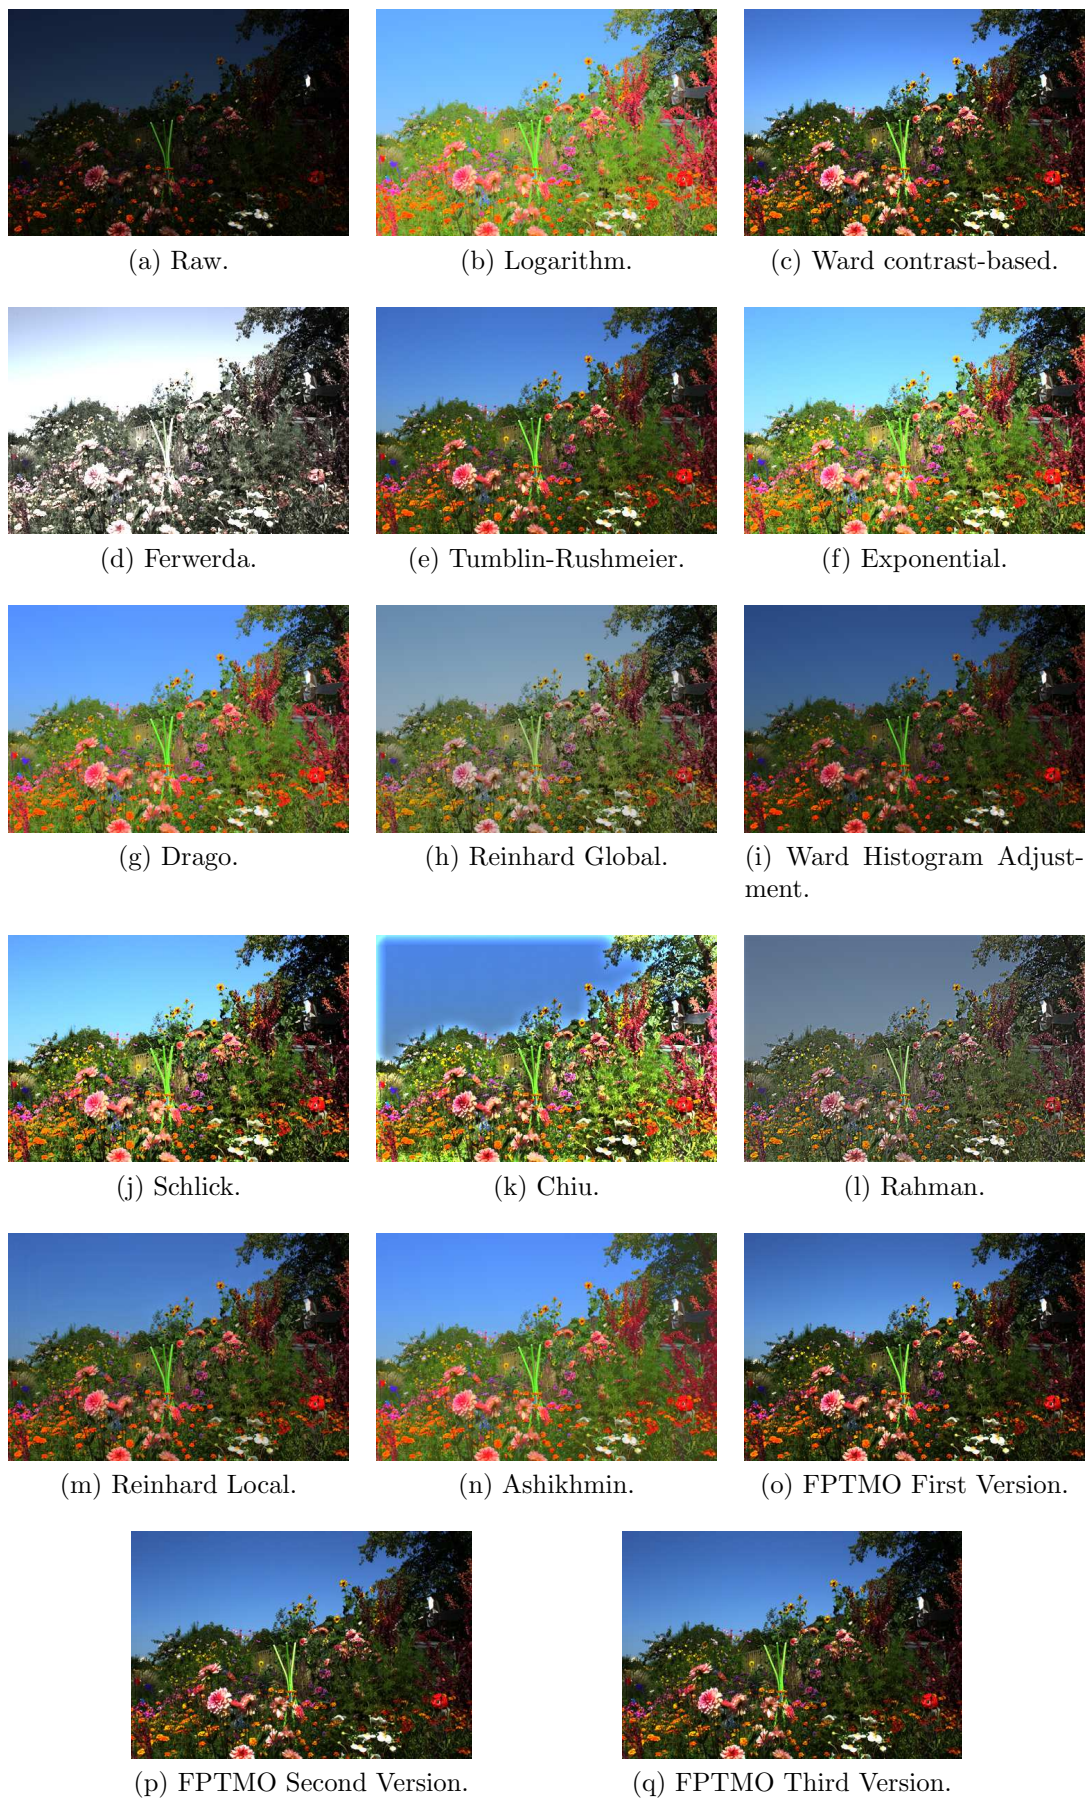 (a) Raw.
(b) Logarithm.
(c) Ward contrast-based.
(d) Ferwerda.
(e) Tumblin-Rushmeier.
(f) Exponential.
(g) Drago.
(h) Reinhard Global.
(i) Ward Histogram Adjust-
ment.
(j) Schlick.
(k) Chiu.
(l) Rahman.
(m) Reinhard Local.
(n) Ashikhmin.
(o) FPTMO First Version.
(p) FPTMO Second Version.
(q) FPTMO Third Version.